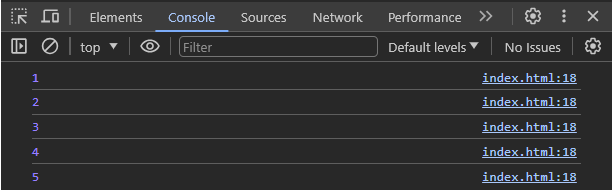 Elements Console Sources Network Performance
top Filter Default levels No Issues
1 index.html:18
2 index.html:18
3 index.html:18
4 index.html:18
5 index.html:18